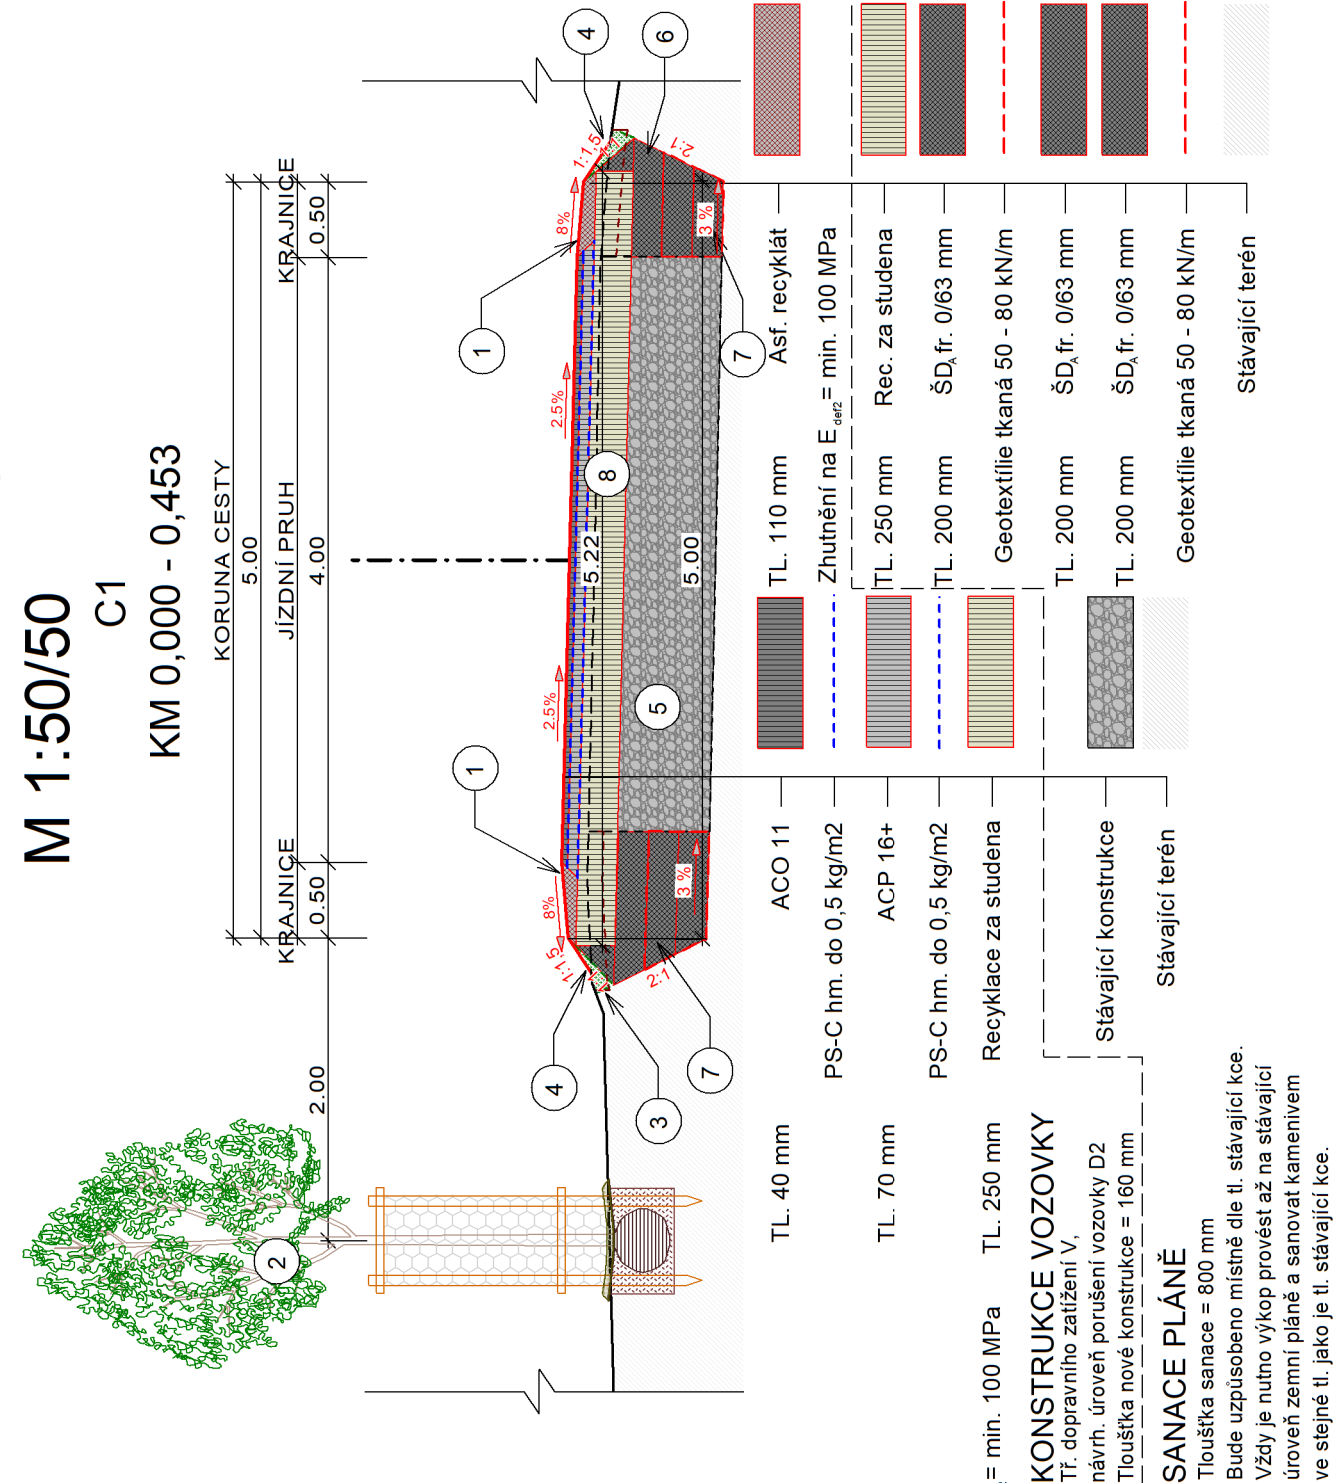 M 1:50/50
C1
KM 0,000 - 0,453
KORUNA CESTY
5.00
KRAJNICE
JÍZDNÍ PRUH
KRAJNICE
2.00
0.50
4.00
0.50
8%
2.5%
2.5%
8%
1:1,5
1:1,5
5.22
5.00
3 %
3 %
2:1
2:1
1
1
2
3
4
4
5
6
7
7
8
TL. 40 mm
ACO 11
PS-C hm. do 0,5 kg/m2
TL. 70 mm
ACP 16+
PS-C hm. do 0,5 kg/m2
= min. 100 MPa
TL. 250 mm
Recyklace za studena
Stávající konstrukce
Stávající terén
TL. 110 mm
Asf. recyklát
Zhutnění na E def2 = min. 100 MPa
TL. 250 mm
Rec. za studena
TL. 200 mm
ŠDA fr. 0/63 mm
Geotextílie tkaná 50 - 80 kN/m
TL. 200 mm
ŠDA fr. 0/63 mm
TL. 200 mm
ŠDA fr. 0/63 mm
Geotextílie tkaná 50 - 80 kN/m
Stávající terén
KONSTRUKCE VOZOVKY
Tř. dopravního zatížení V,
návrh. úroveň porušení vozovky D2
Tloušťka nové konstrukce = 160 mm
SANACE PLÁNĚ
Tloušťka sanace = 800 mm
Bude uzpůsobeno místně dle tl. stávající kce.
Vždy je nutno výkop provést až na stávající
úroveň zemní pláně a sanovat kamenivem
ve stejné tl. jako je tl. stávající kce.